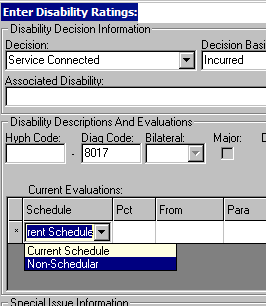 Enter Disability Ratings:
Disability Decision Information
Decision: Decision Basi
Service Connected Incurred
Associated Disability:
Disability Descriptions And Evaluations
Hyph Code: Diag Code: Bilateral: Major: D
- 8017
Current Evaluations:
Schedule Pct From Para
* rent Schedule
Current Schedule
Non-Schedular
Special Issue Information